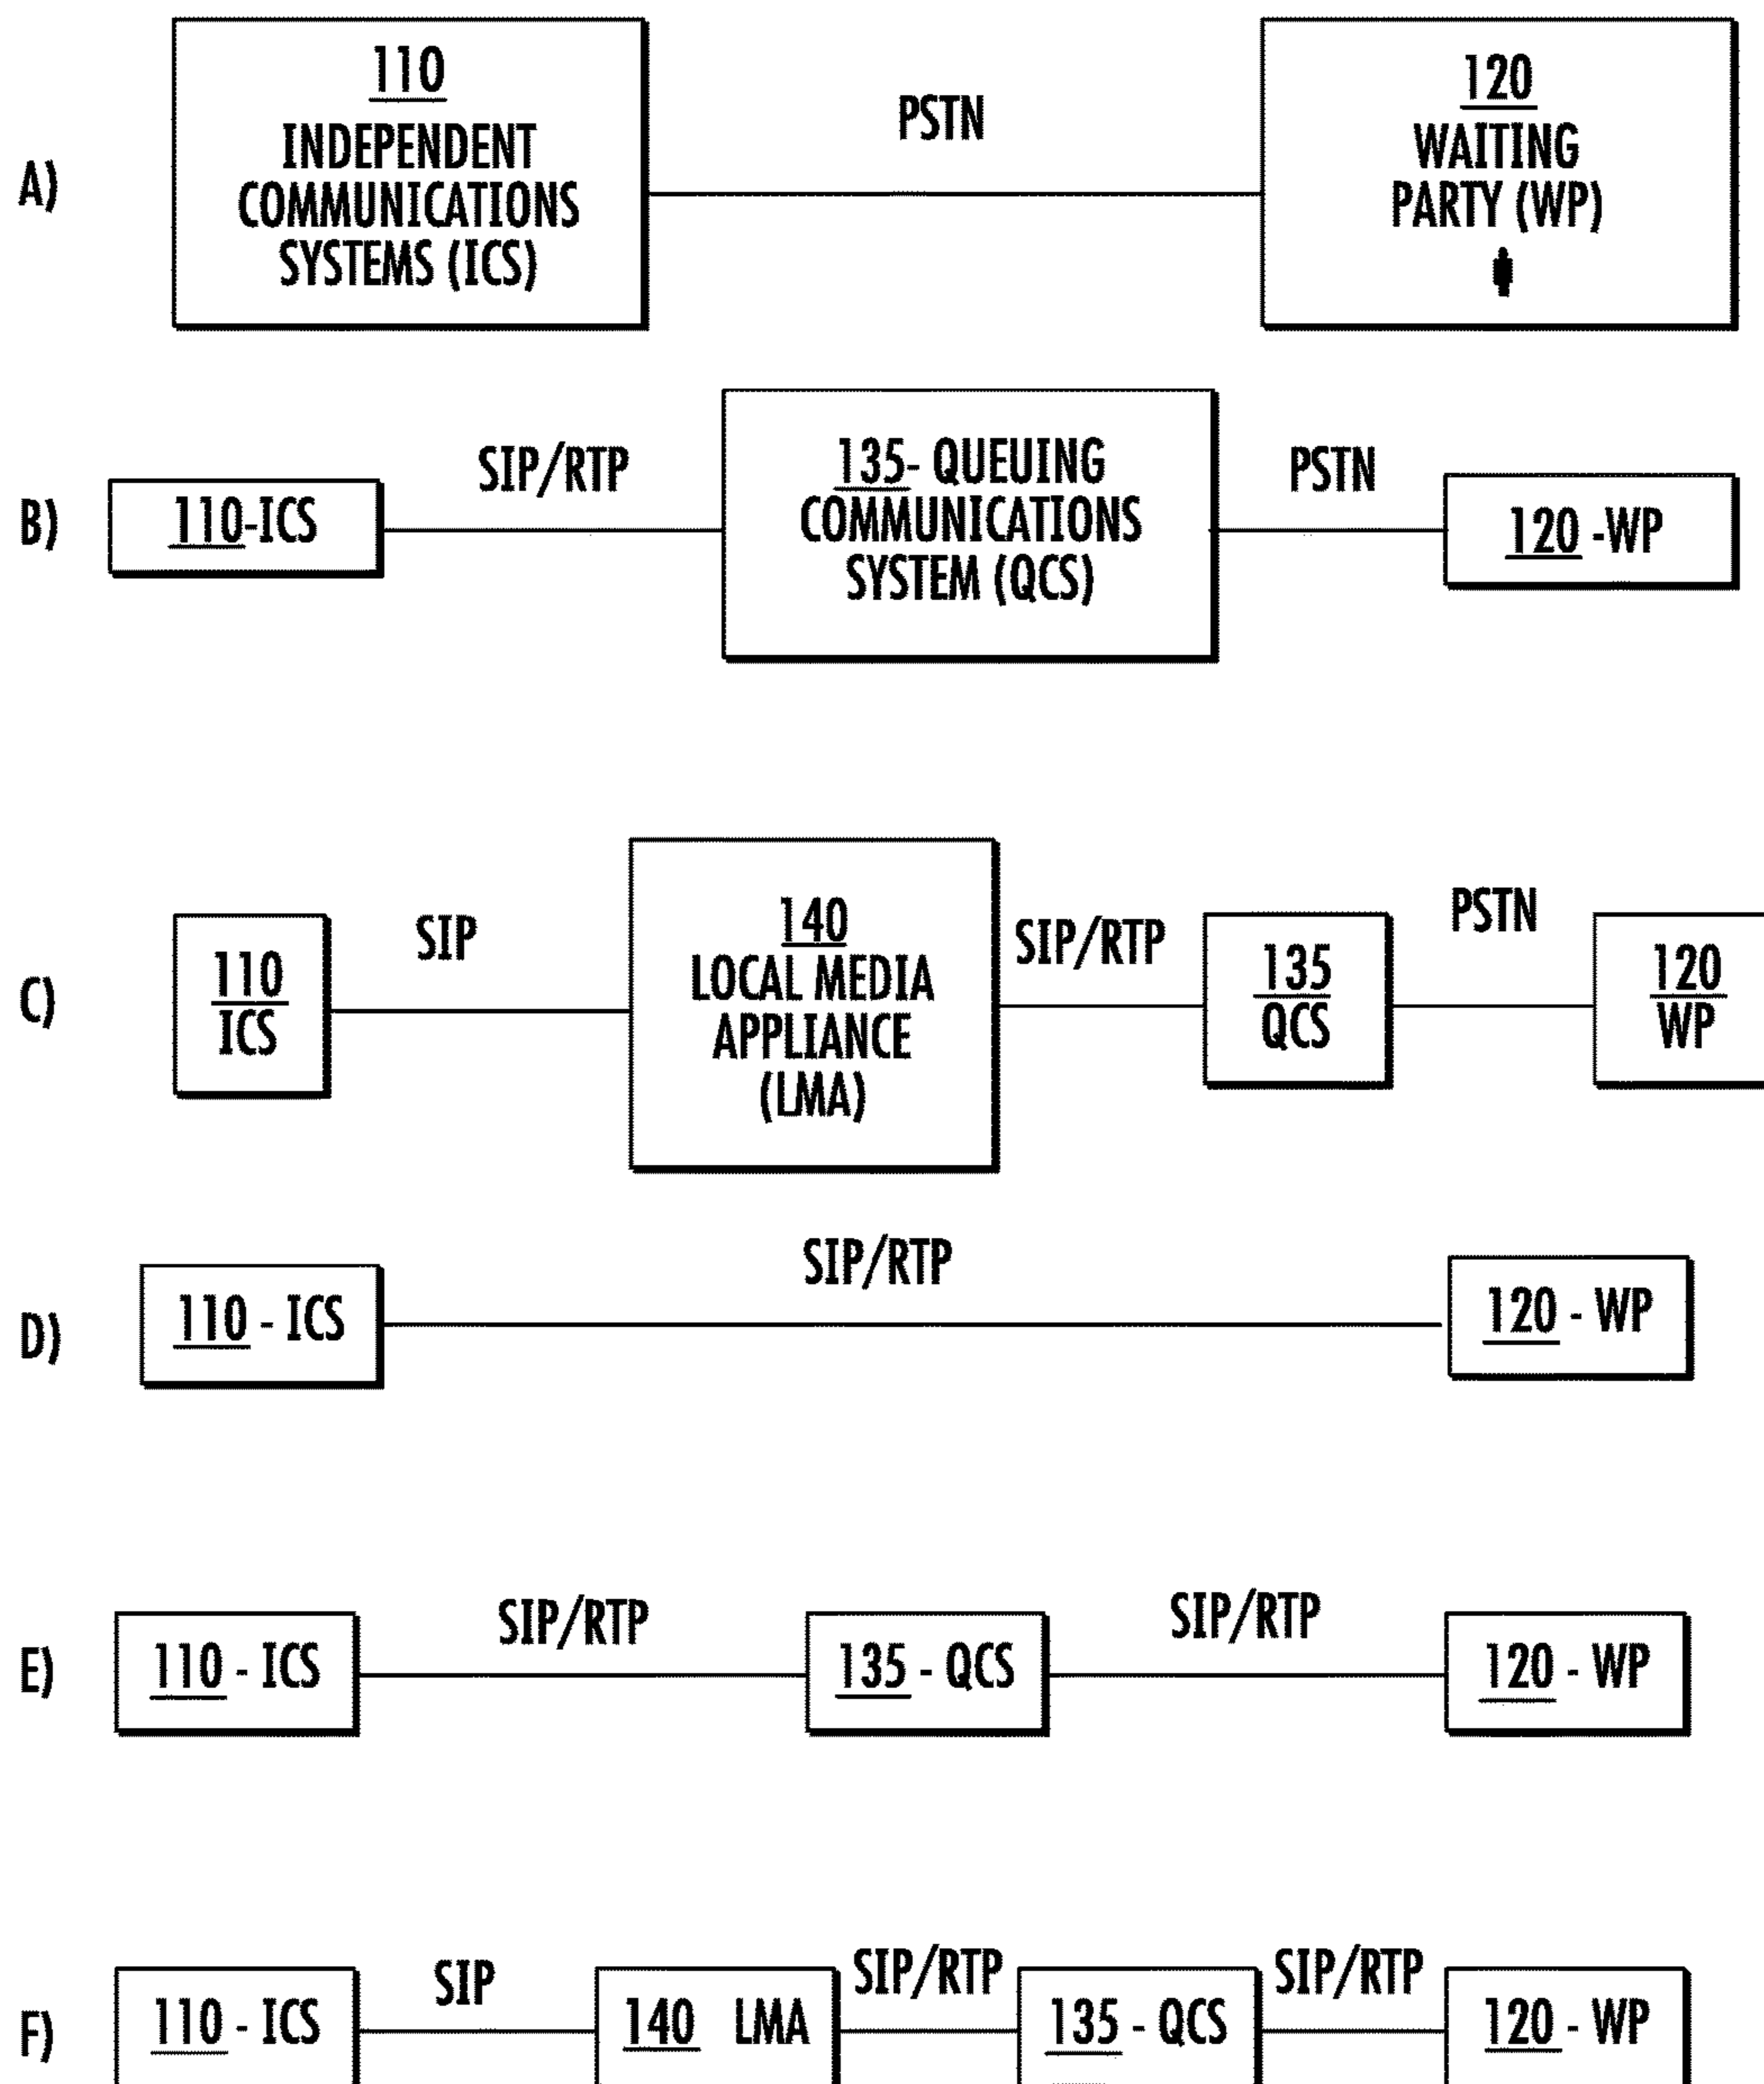 A)
110
INDEPENDENT
COMMUNICATIONS
SYSTEMS (ICS)
PSTN
120
WAITING
PARTY (WP)
B)
110-ICS
SIP/RTP
135- QUEUING
COMMUNICATIONS
SYSTEM (QCS)
PSTN
120 -WP
C)
110
ICS
SIP
140
LOCAL MEDIA
APPLIANCE
(LMA)
SIP/RTP
135
QCS
PSTN
120
WP
D)
110 - ICS
SIP/RTP
120 - WP
E)
110 - ICS
SIP/RTP
135 - QCS
SIP/RTP
120 - WP
F)
110 - ICS
SIP
140 LMA
SIP/RTP
135 - QCS
SIP/RTP
120 - WP